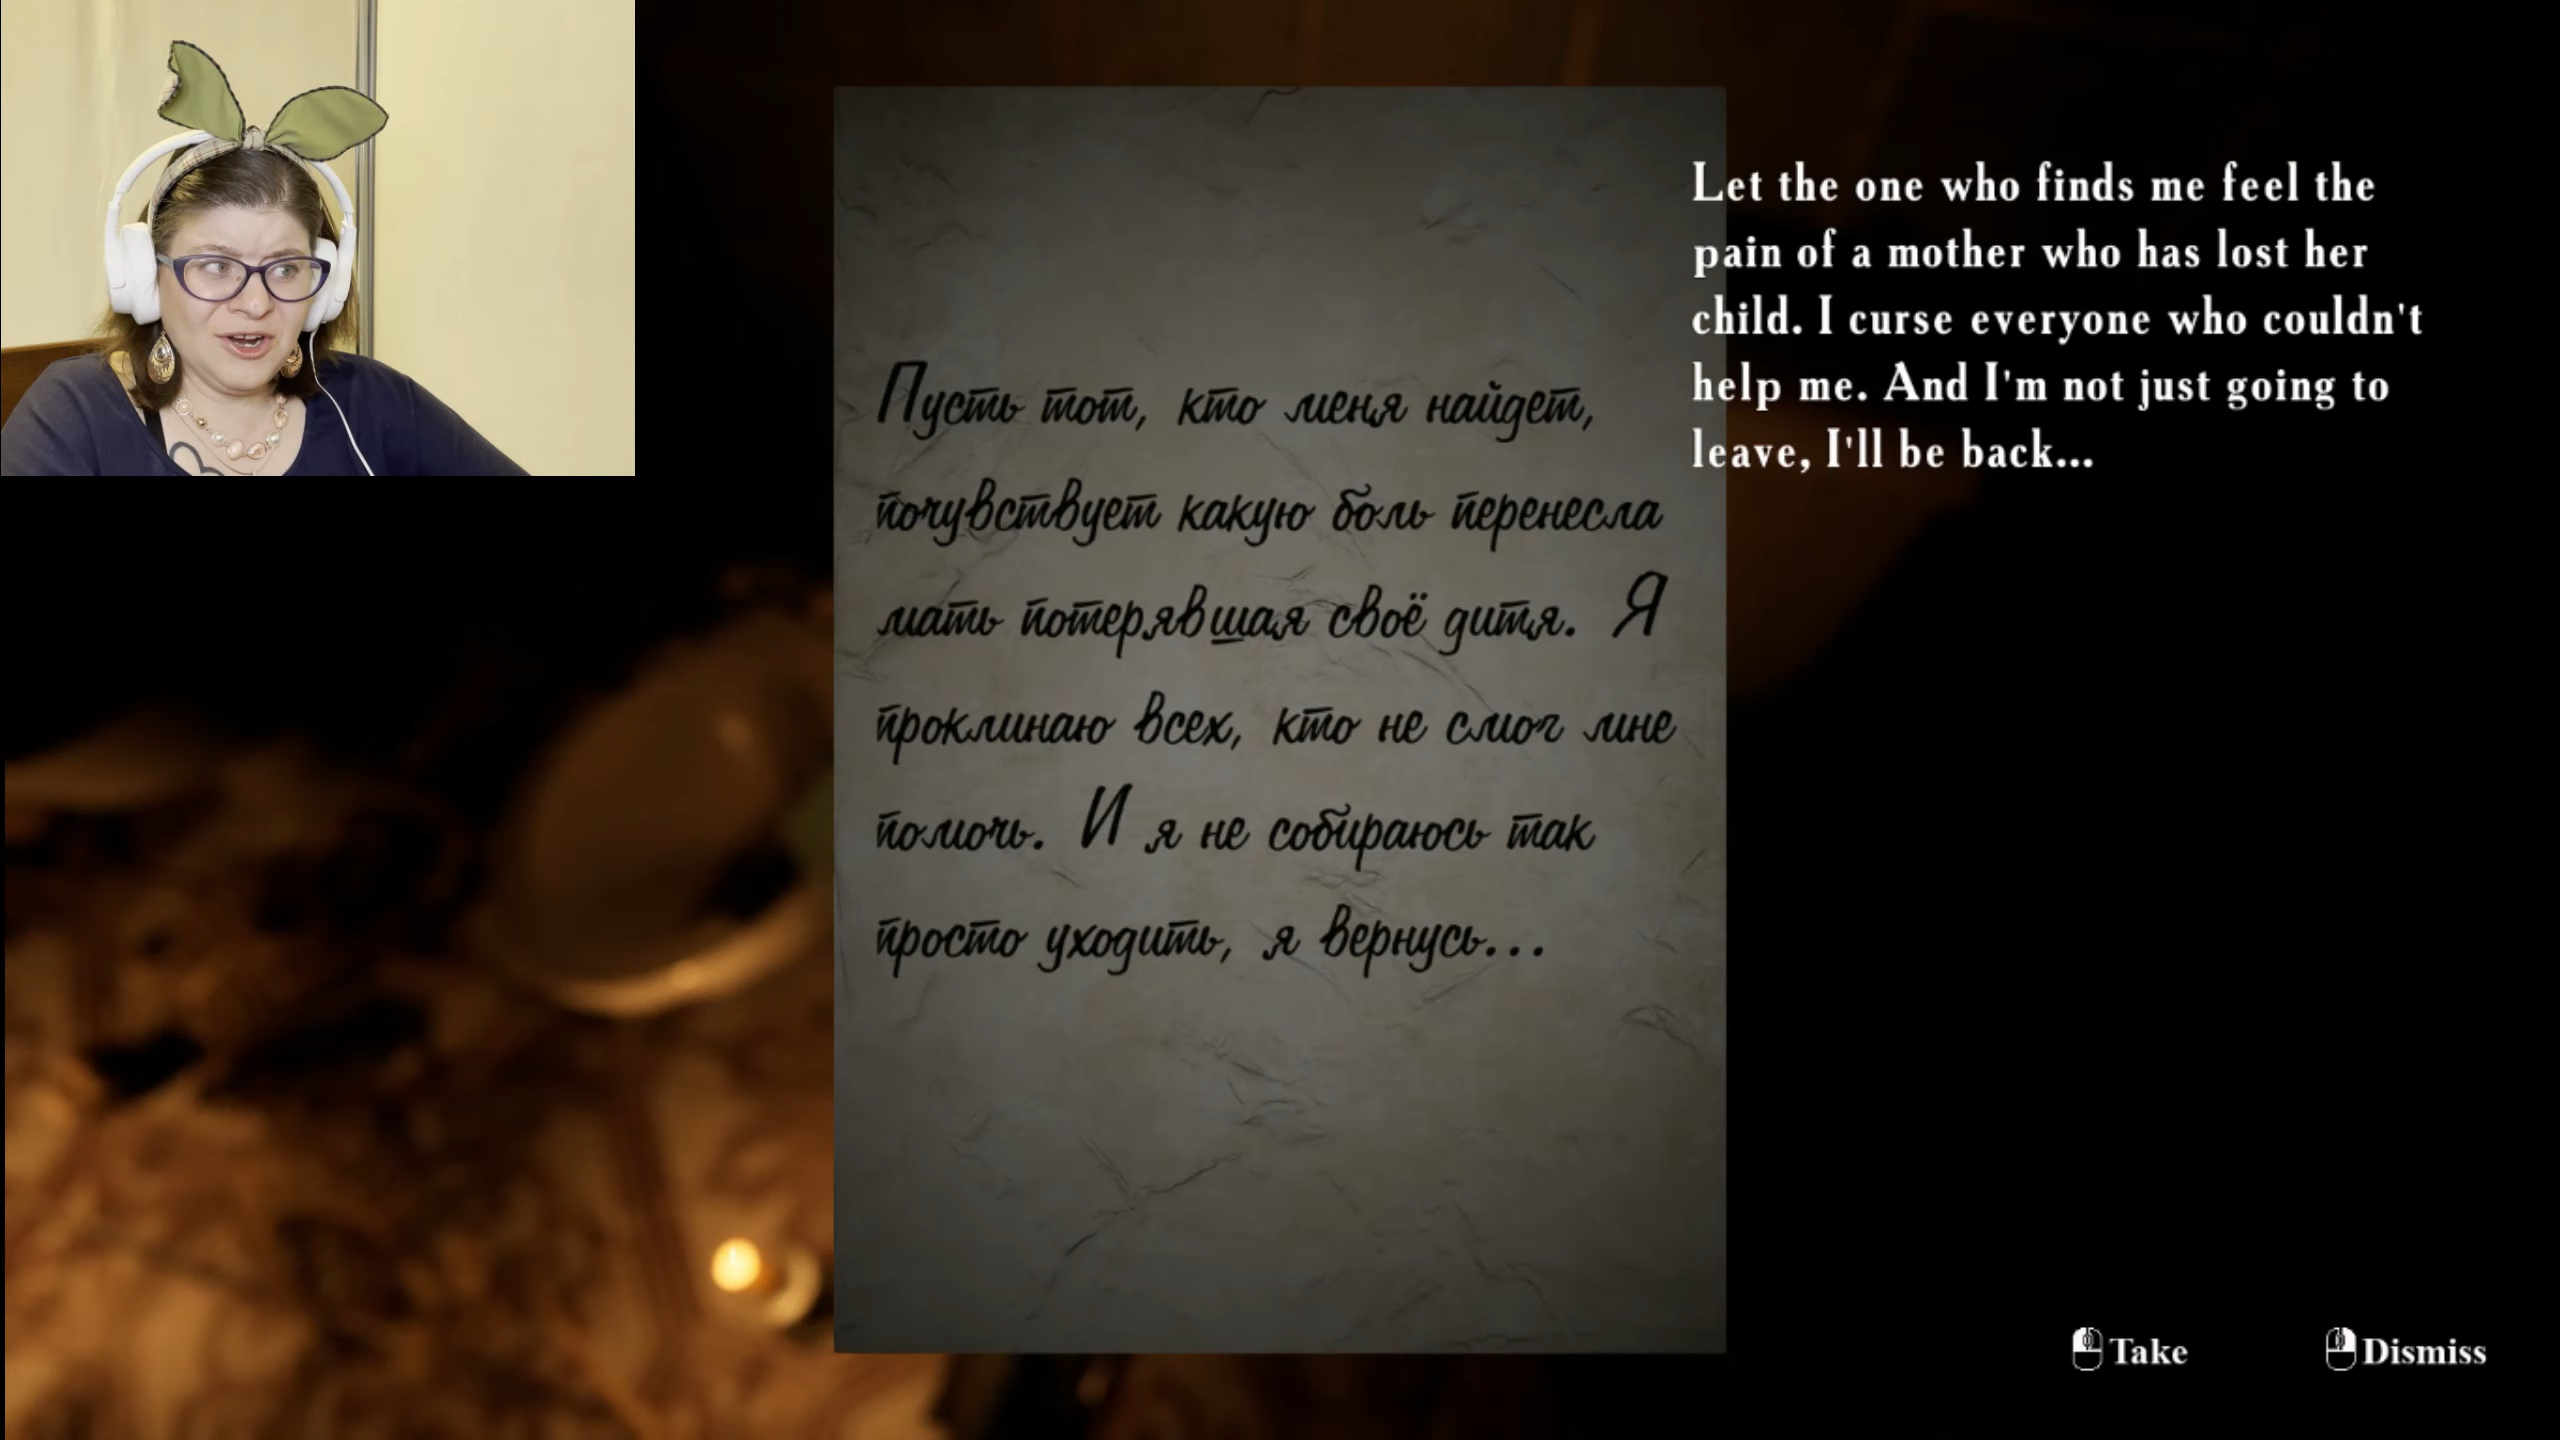 Пусть тот, кто меня найдет,
почувствует какую боль перенесла
мать потерявшая своё дитя. Я
проклинаю всех, кто не смог мне
помочь. И я не собираюсь так
просто уходить, я вернусь...
Let the one who finds me feel the
pain of a mother who has lost her
child. I curse everyone who couldn't
help me. And I'm not just going to
leave, I'll be back...
Take
Dismiss